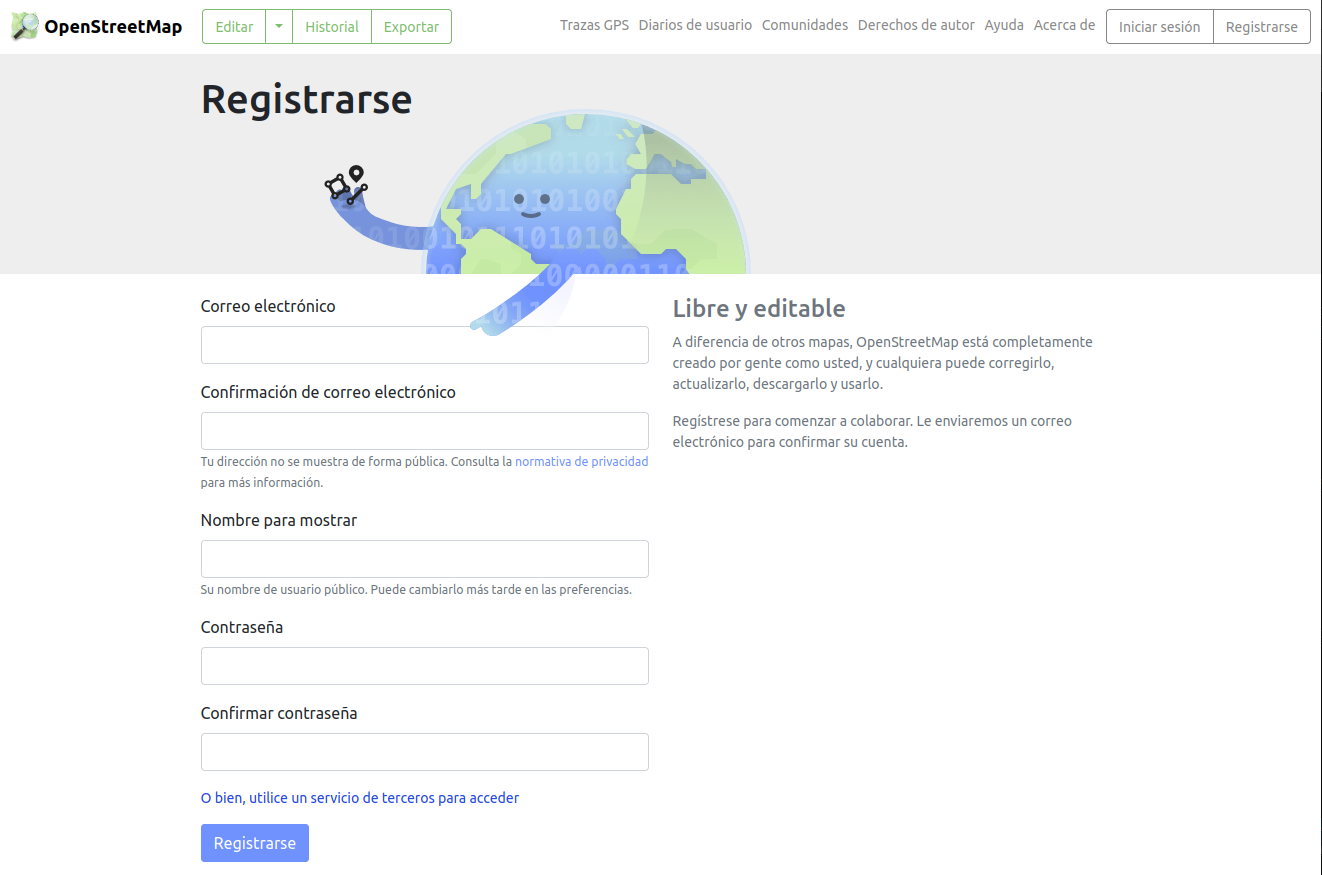 OpenStreetMap Editar Historial Exportar Trazas GPS Diarios de usuario Comunidades Derechos de autor Ayuda Acerca de Iniciar sesión Registrarse
Registrarse
Correo electrónico
Confirmación de correo electrónico
Tu dirección no se muestra de forma pública. Consulta la normativa de privacidad
para más información.
Nombre para mostrar
Su nombre de usuario público. Puede cambiarlo más tarde en las preferencias.
Contraseña
Confirmar contraseña
O bien, utilice un servicio de terceros para acceder
Registrarse
Libre y editable
A diferencia de otros mapas, OpenStreetMap está completamente
creado por gente como usted, y cualquiera puede corregirlo,
actualizarlo, descargarlo y usarlo.
Regístrese para comenzar a colaborar. Le enviaremos un correo
electrónico para confirmar su cuenta.